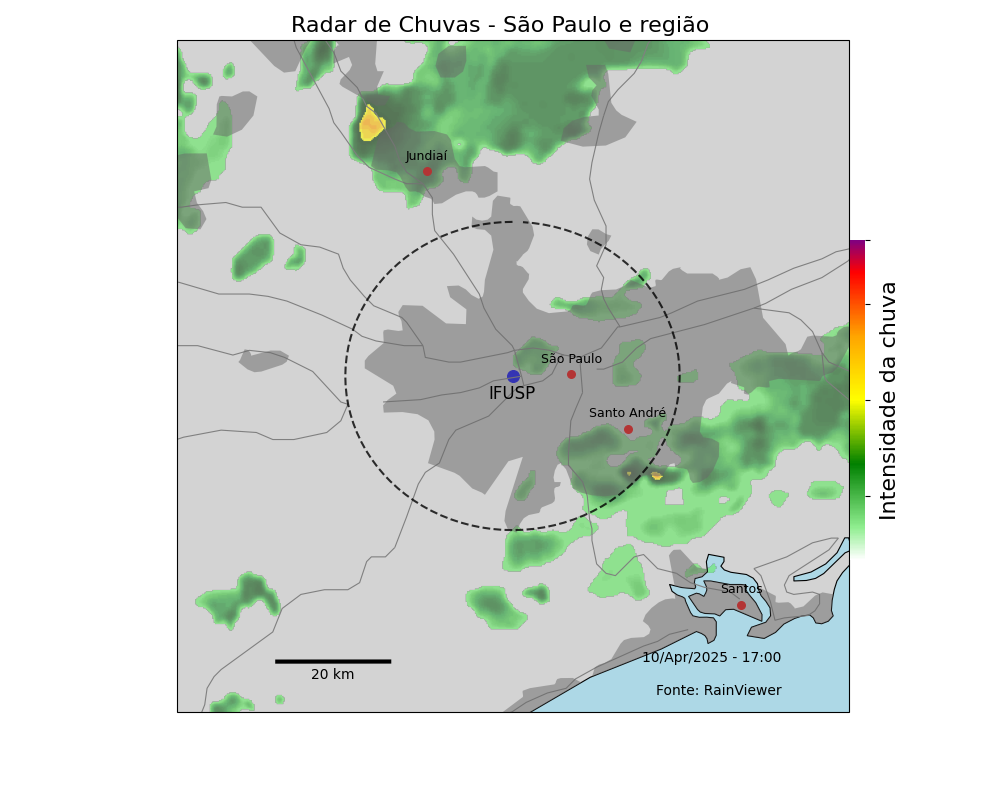 Radar de Chuvas - São Paulo e região
Jundiaí
São Paulo
IFUSP
Santo André
Santos
10/Apr/2025 - 17:00
20 km
Fonte: RainViewer
Intensidade da chuva